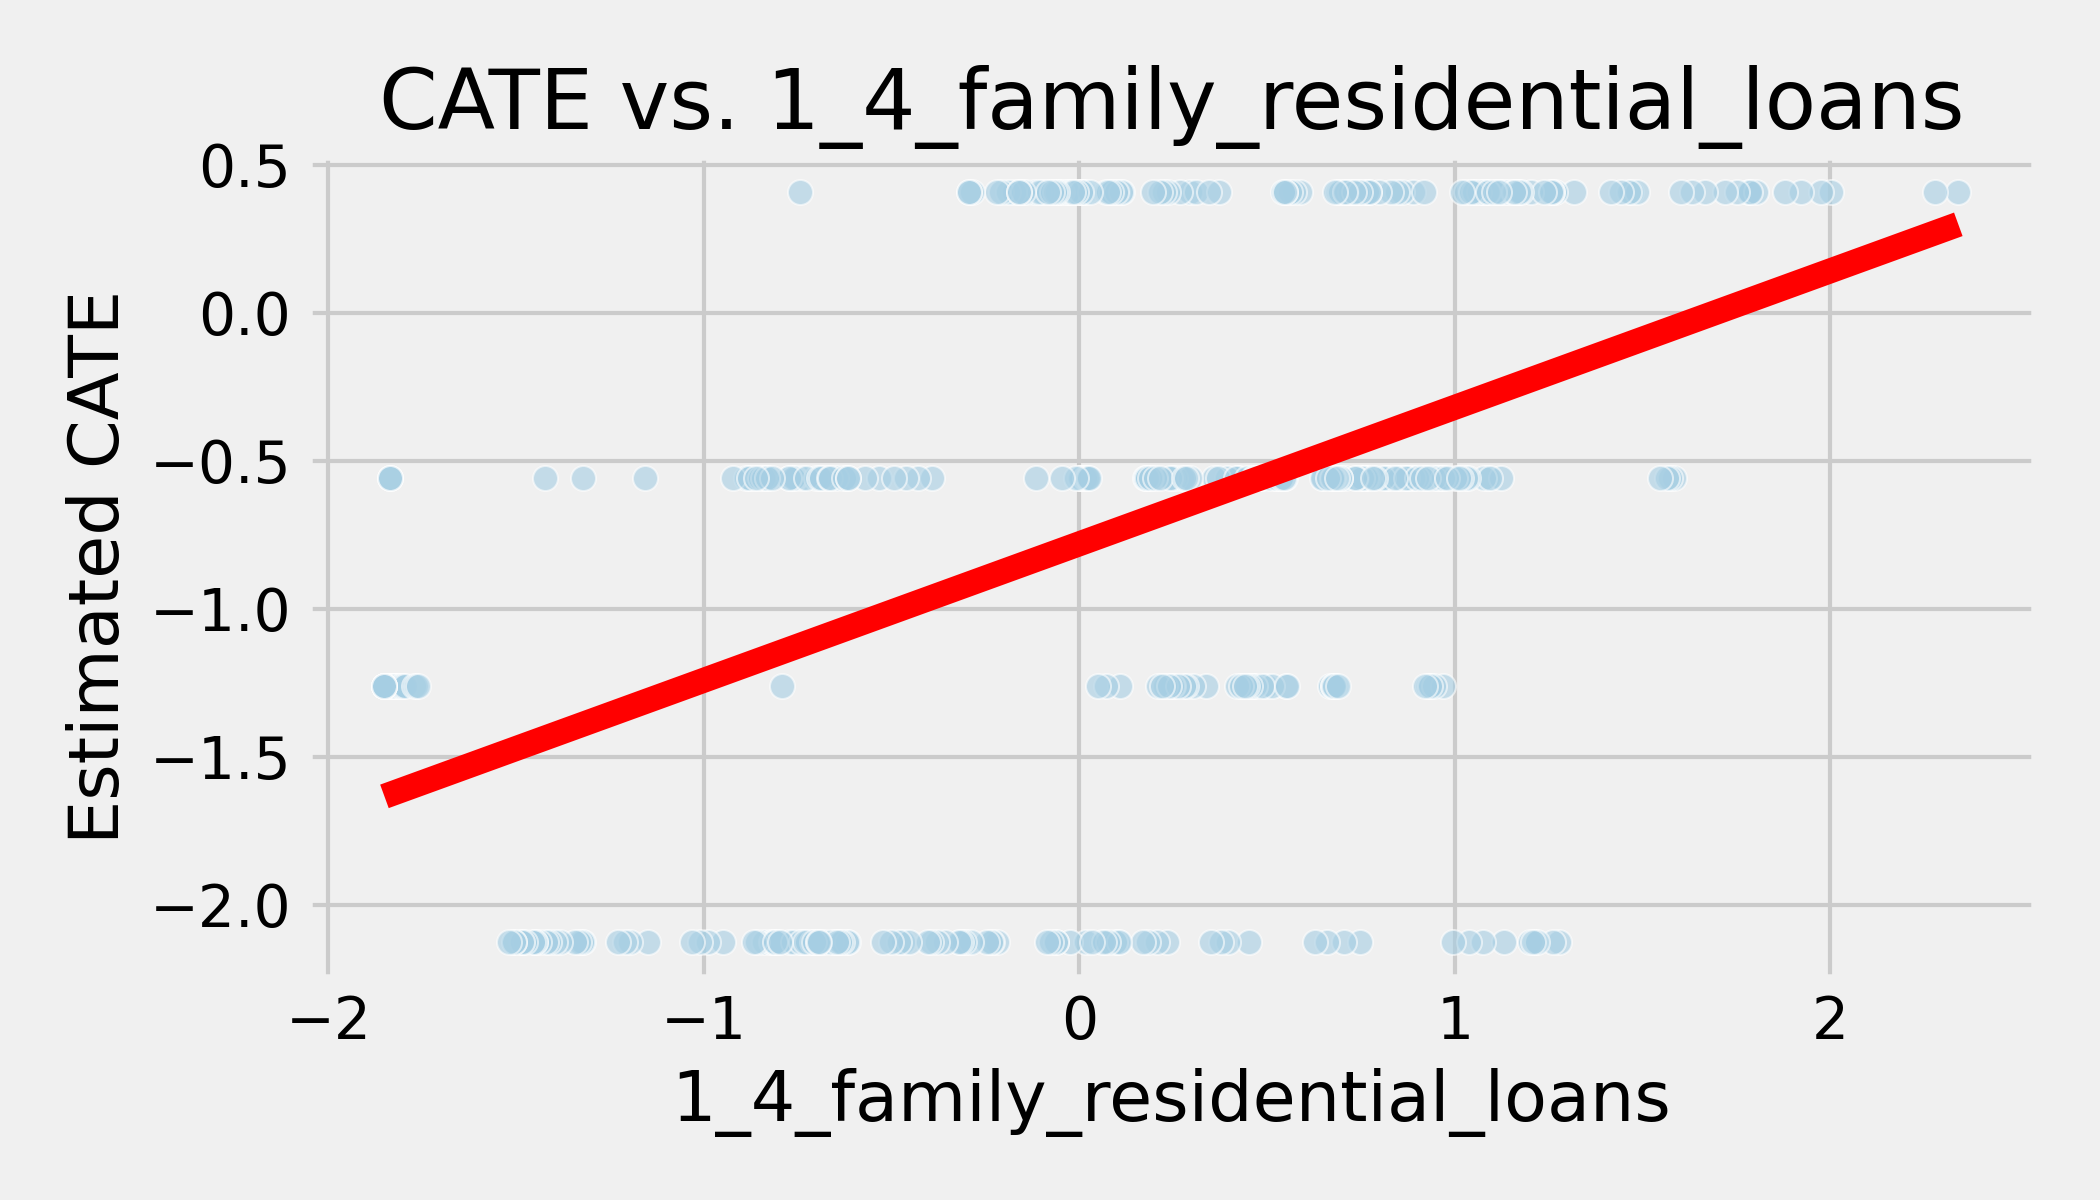 CATE vs. 1_4_family_residential_loans
0.5
0.0
−0.5
−1.0
−1.5
−2.0
Estimated CATE
−2 −1 0 1 2
1_4_family_residential_loans